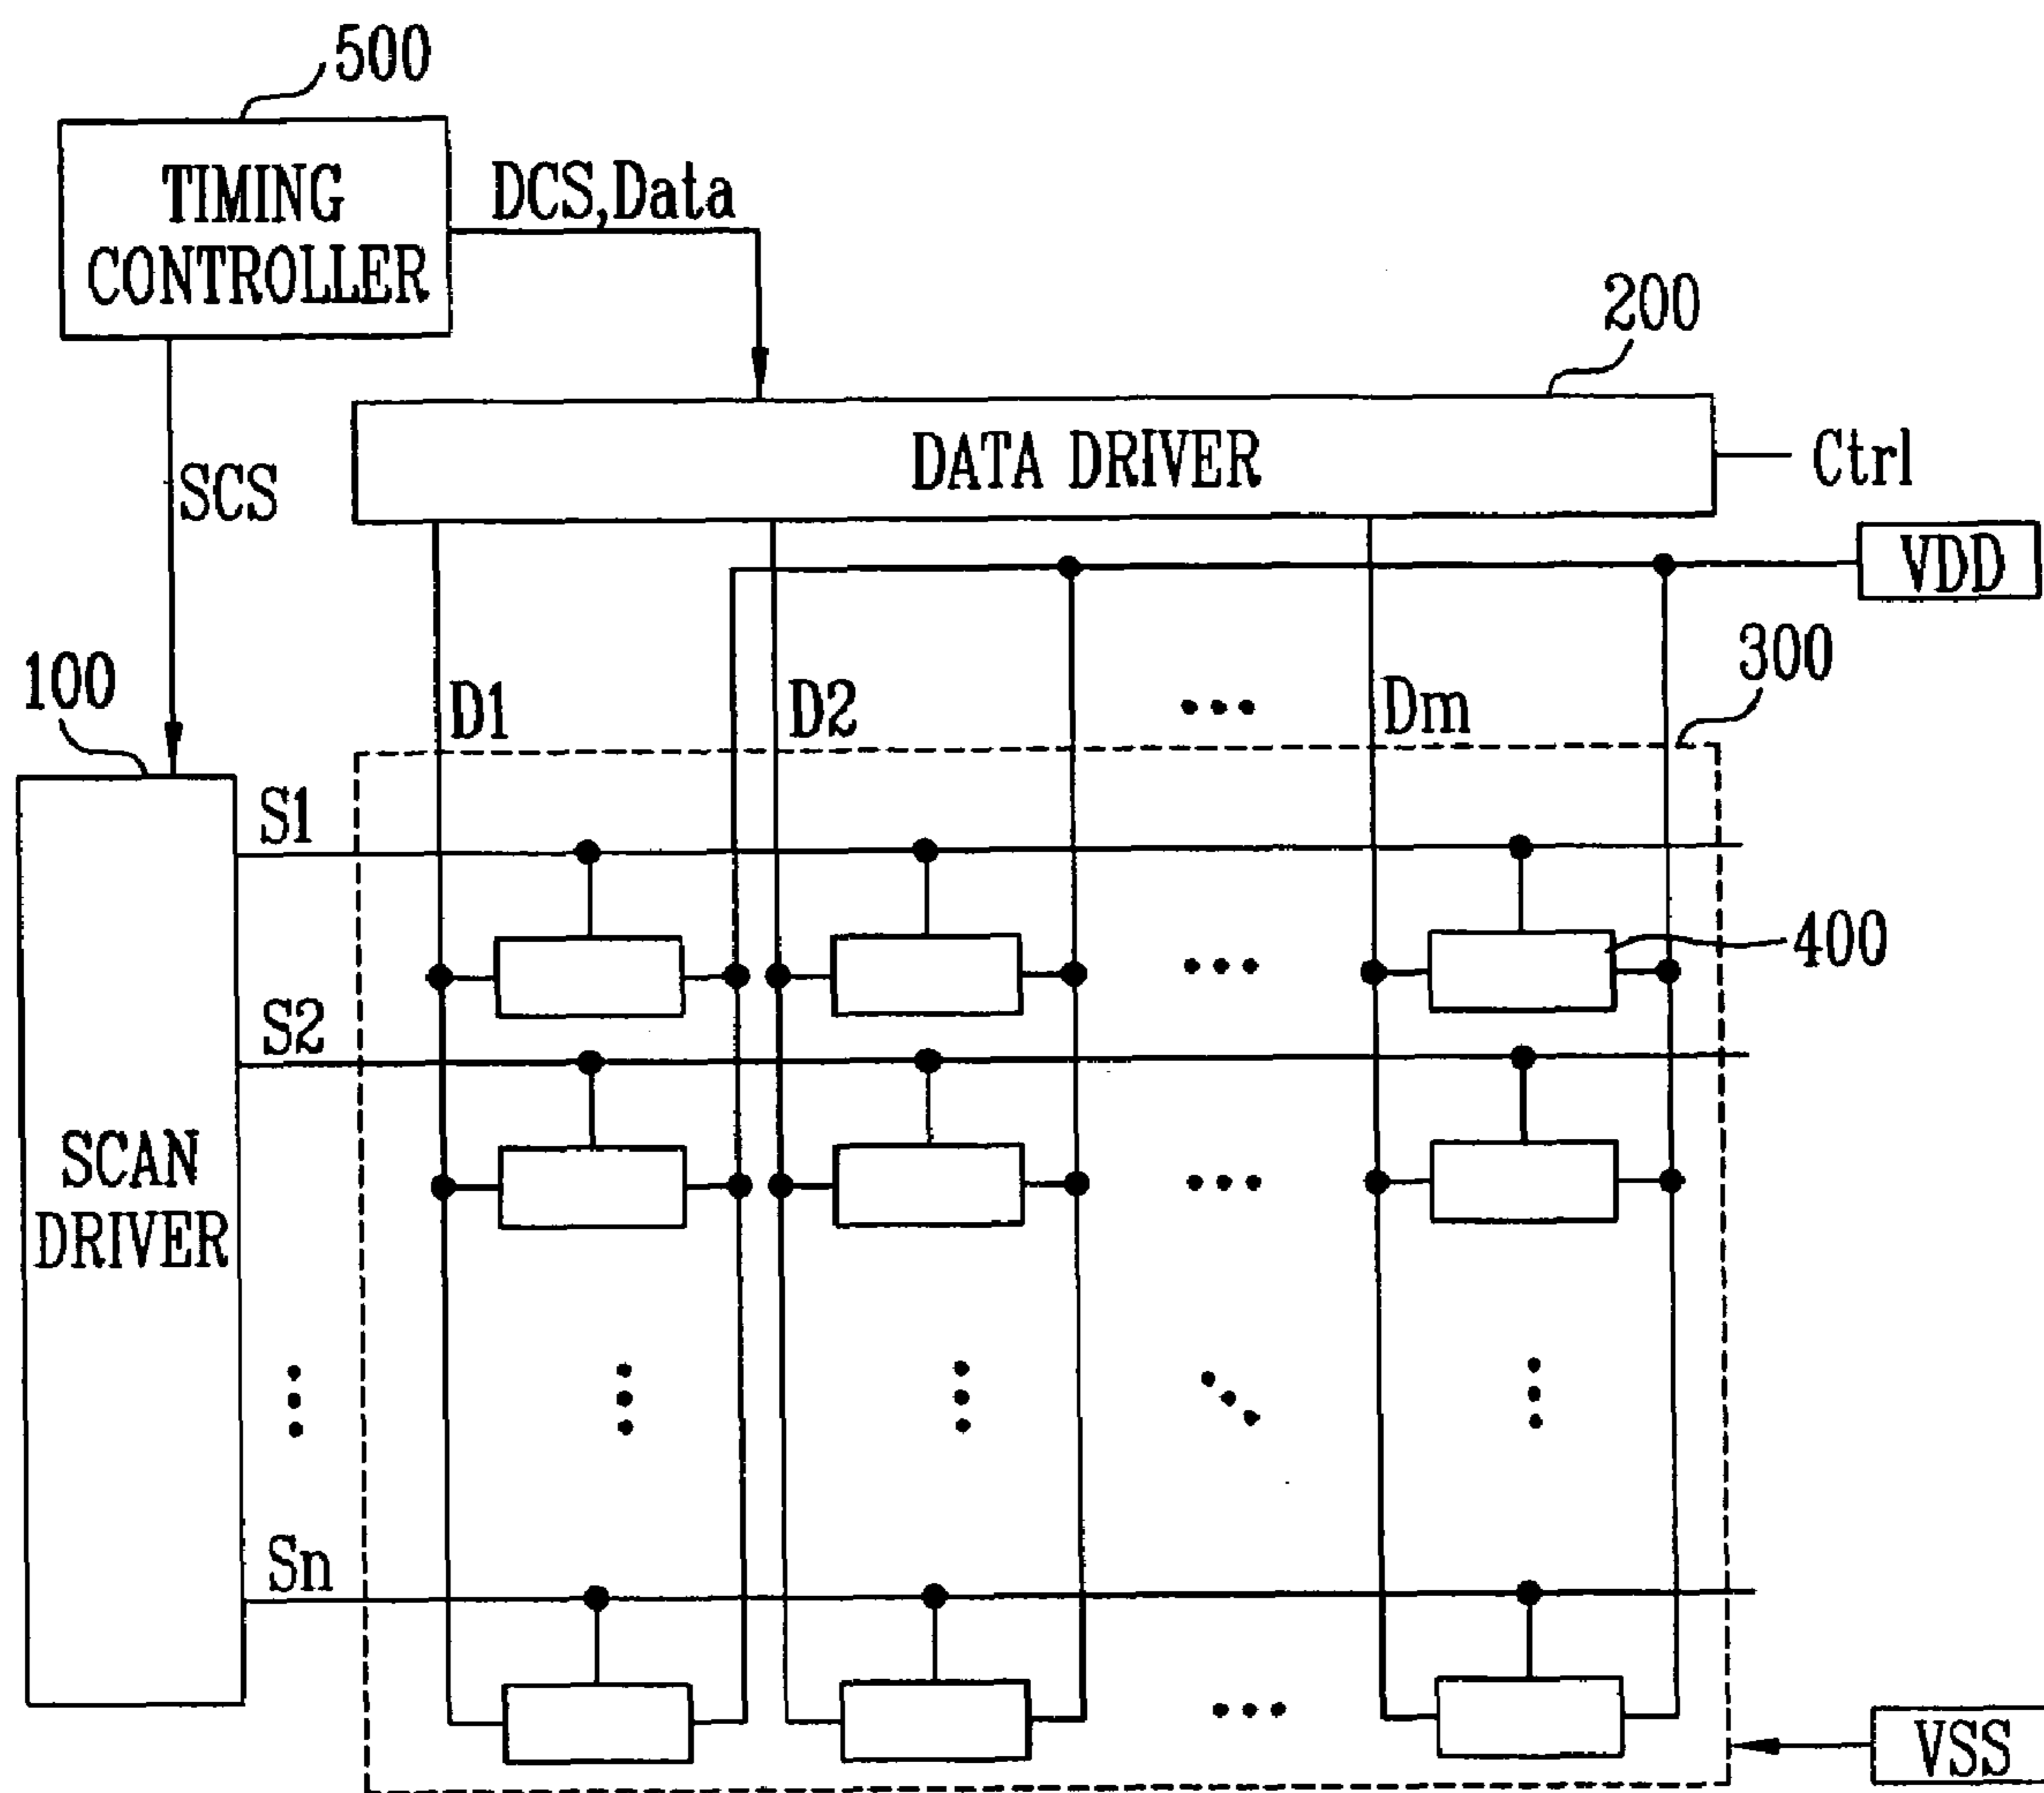 500
TIMING
CONTROLLER
DCS,Data
200
DATA DRIVER
Ctrl
SCS
VDD
300
100
D1
D2
Dm
S1
400
S2
SCAN
DRIVER
Sn
VSS